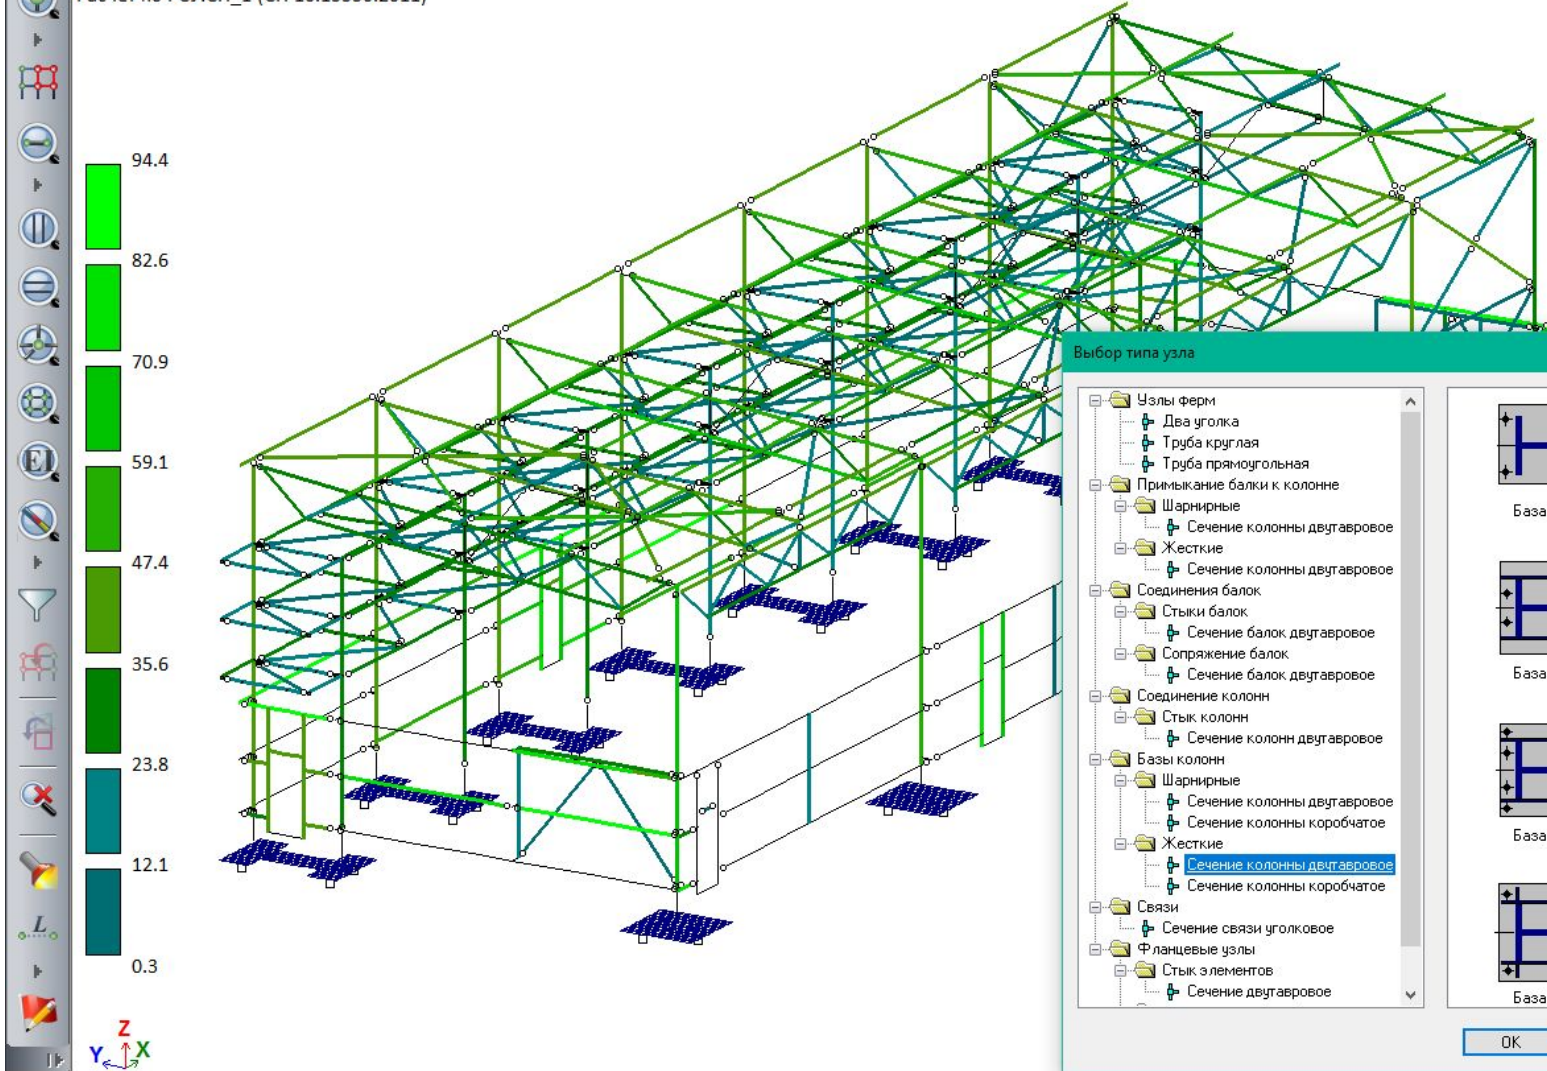 94.4
82.6
70.9
59.1
47.4
35.6
23.8
12.1
0.3
EI
L
Z
Y
X
Выбор типа узла
Узлы ферм
Два уголка
Труба круглая
Труба прямоугольная
Примыкание балки к колонне
Шарнирные
Сечение колонны двутавровое
Жесткие
Сечение колонны двутавровое
Соединения балок
Стыки балок
Сечение балок двутавровое
Сопряжение балок
Сечение балок двутавровое
Соединение колонн
Стык колонн
Сечение колонн двутавровое
Базы колонн
Шарнирные
Сечение колонны двутавровое
Сечение колонны коробчатое
Жесткие
Сечение колонны двутавровое
Сечение колонны коробчатое
Связи
Сечение связи уголковое
Фланцевые узлы
Стык элементов
Сечение двутавровое
База
База
База
База
OK